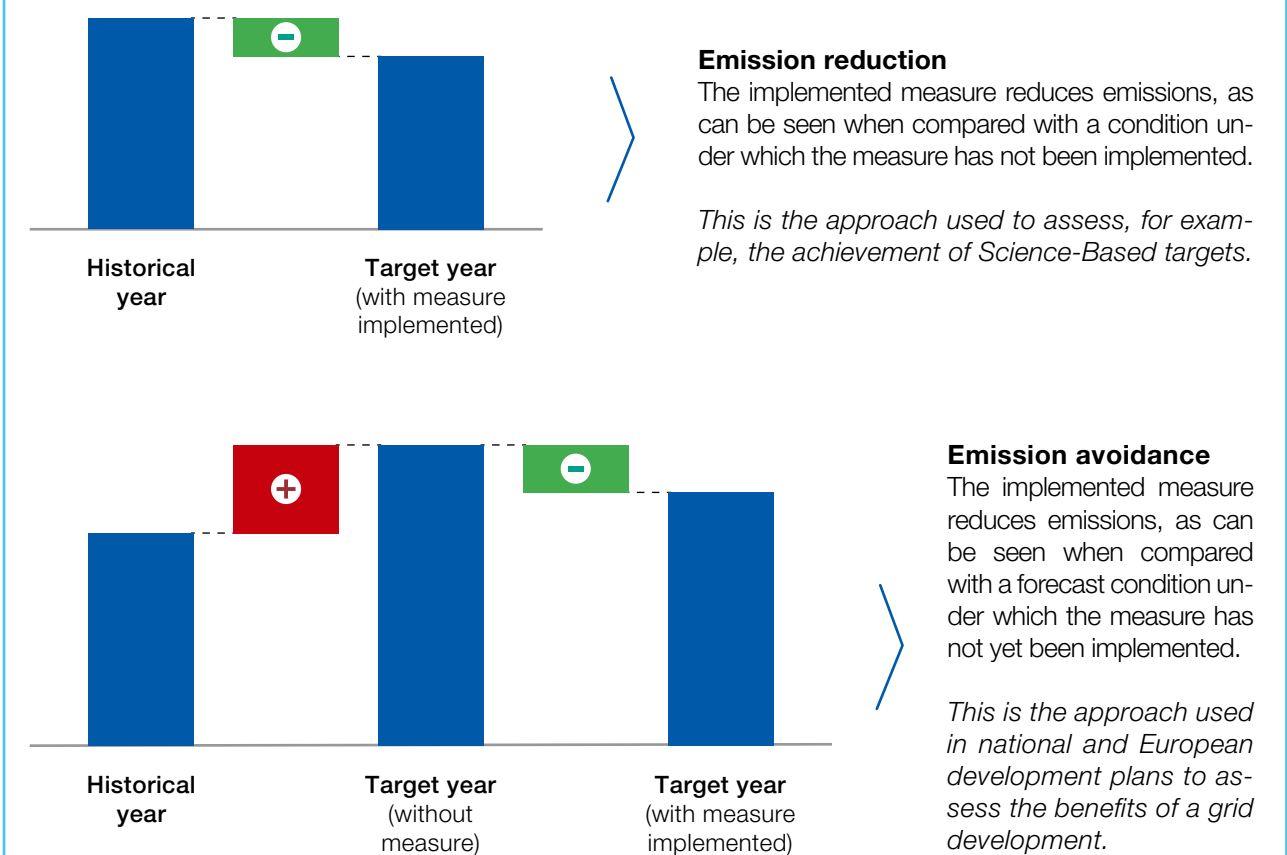 Emission reduction
The implemented measure reduces emissions, as
can be seen when compared with a condition un-
der which the measure has not been implemented.
This is the approach used to assess, for exam-
ple, the achievement of Science-Based targets.
Historical
year
Target year
(with measure
implemented)
Emission avoidance
The implemented measure
reduces emissions, as can
be seen when compared
with a forecast condition un-
der which the measure has
not yet been implemented.
This is the approach used
in national and European
development plans to as-
sess the benefits of a grid
development.
Historical
year
Target year
(without
measure)
Target year
(with measure
implemented)